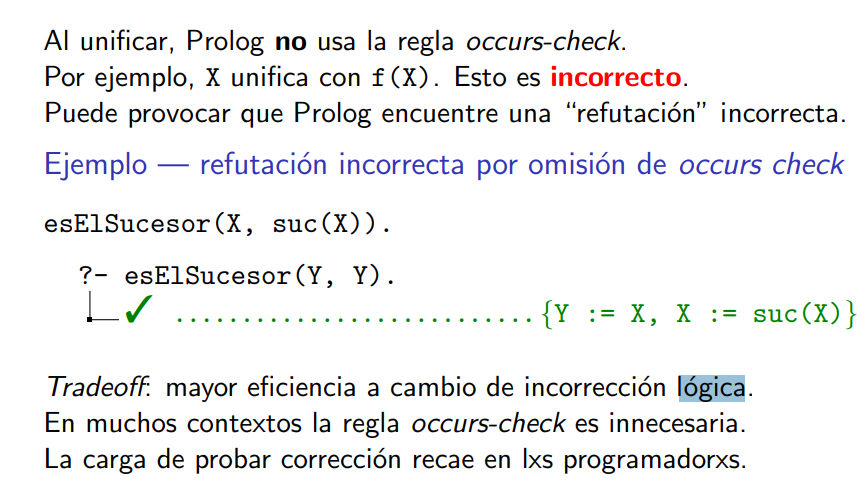 Al unificar, Prolog no usa la regla occurs-check.
Por ejemplo, X unifica con f(X). Esto es incorrecto.
Puede provocar que Prolog encuentre una “refutación” incorrecta.
Ejemplo — refutación incorrecta por omisión de occurs check
esElSucesor(X, suc(X)).
?- esElSucesor(Y, Y).
✓ ........................... {Y := X, X := suc(X)}
Tradeoff: mayor eficiencia a cambio de incorrección lógica.
En muchos contextos la regla occurs-check es innecesaria.
La carga de probar corrección recae en lxs programadorxs.